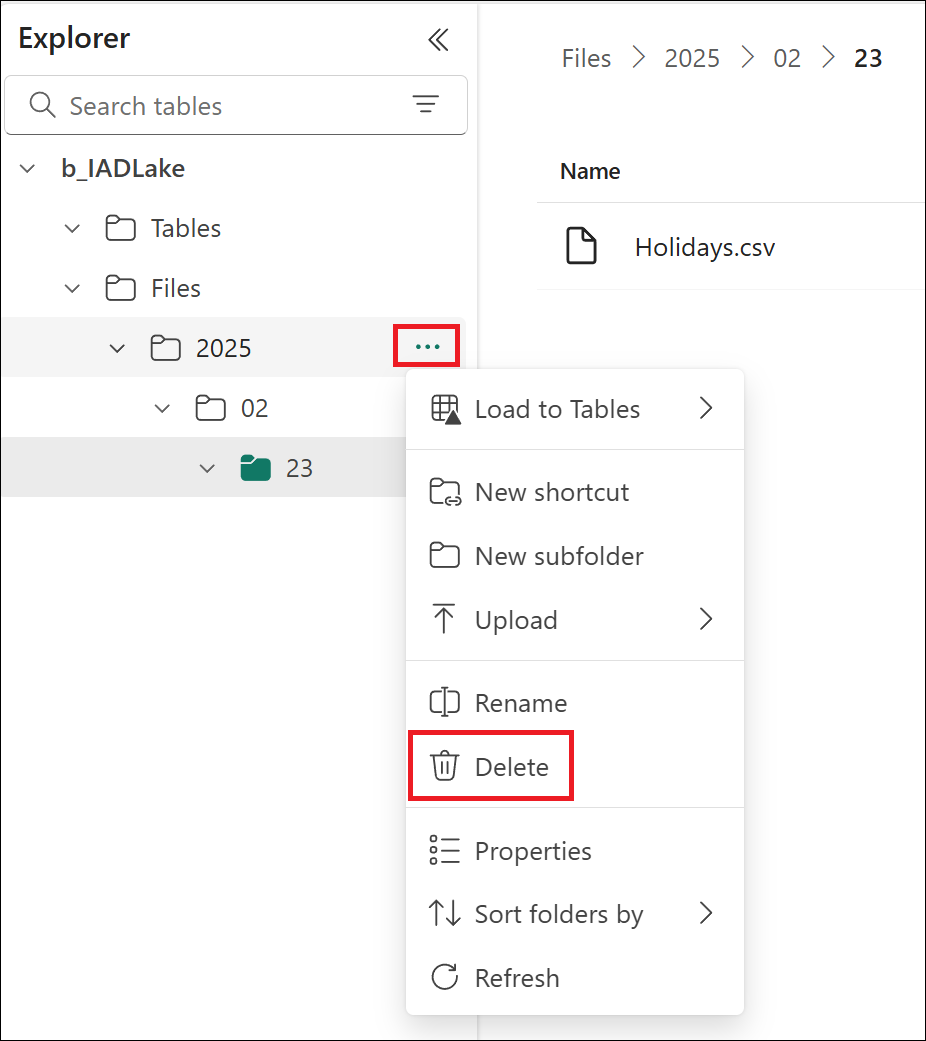 Explorer
Search tables
b_IADLake
Tables
Files
2025
02
23
Files 2025 02 23
Name
Holidays.csv
Load to Tables
New shortcut
New subfolder
Upload
Rename
Delete
Properties
Sort folders by
Refresh